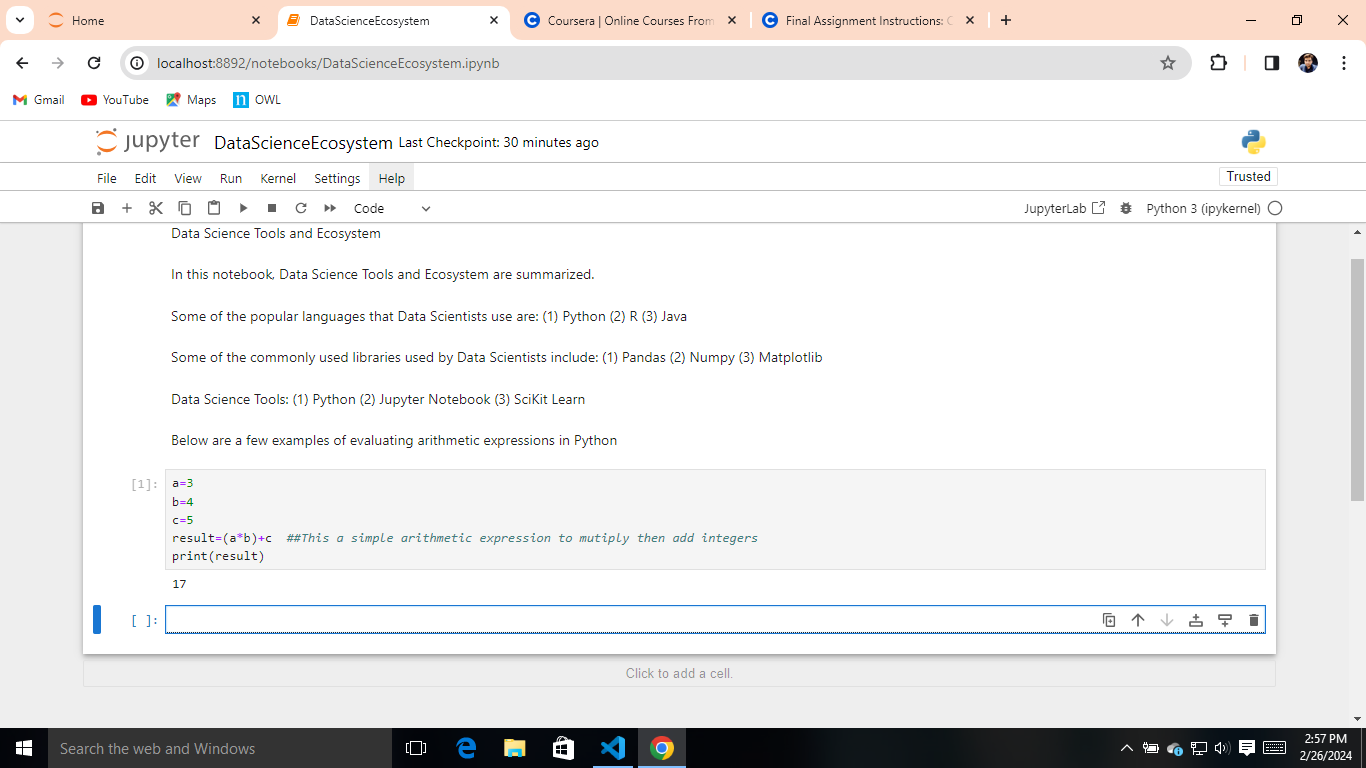 Home
DataScienceEcosystem
Coursera | Online Courses From
Final Assignment Instructions: C
localhost:8892/notebooks/DataScienceEcosystem.ipynb
Gmail YouTube Maps OWL
jupyter DataScienceEcosystem Last Checkpoint: 30 minutes ago
File Edit View Run Kernel Settings Help Trusted
Code JupyterLab Python 3 (ipykernel)
Data Science Tools and Ecosystem
In this notebook, Data Science Tools and Ecosystem are summarized.
Some of the popular languages that Data Scientists use are: (1) Python (2) R (3) Java
Some of the commonly used libraries used by Data Scientists include: (1) Pandas (2) Numpy (3) Matplotlib
Data Science Tools: (1) Python (2) Jupyter Notebook (3) SciKit Learn
Below are a few examples of evaluating arithmetic expressions in Python
[1]: a=3
b=4
c=5
result=(a*b)+c  ##This a simple arithmetic expression to mutiply then add integers
print(result)
17
[ ]:
Click to add a cell.
Search the web and Windows
2:57 PM
2/26/2024